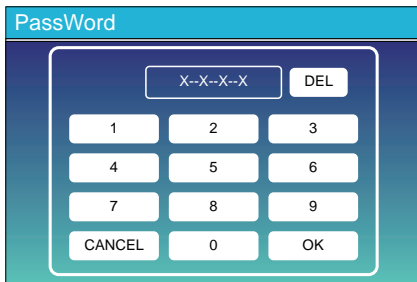 PassWord
X--X--X--X DEL
1 2 3
4 5 6
7 8 9
CANCEL 0 OK